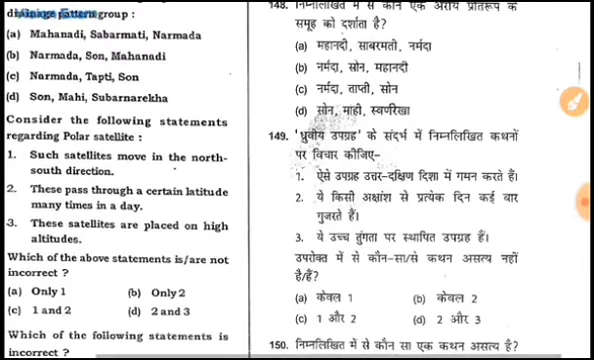 drainage pattern group :
(a) Mahanadi, Sabarmati, Narmada
(b) Narmada, Son, Mahanadi
(c) Narmada, Tapti, Son
(d) Son, Mahi, Subarnarekha
Consider the following statements
regarding Polar satellite :
1. Such satellites move in the north-
south direction.
2. These pass through a certain latitude
many times in a day.
3. These satellites are placed on high
altitudes.
Which of the above statements is/are not
incorrect ?
(a) Only 1 (b) Only 2
(c) 1 and 2 (d) 2 and 3
Which of the following statements is
incorrect ?
148. निम्नलिखित में से कौन एक अरीय प्रतिरूप के
समूह को दर्शाता है?
(a) महानदी, साबरमती, नर्मदा
(b) नर्मदा, सोन, महानदी
(c) नर्मदा, ताप्ती, सोन
(d) सोन, माही, स्वर्णरेखा
149. 'ध्रुवीय उपग्रह' के संदर्भ में निम्नलिखित कथनों
पर विचार कीजिए-
1. ऐसे उपग्रह उत्तर-दक्षिण दिशा में गमन करते हैं।
2. ये किसी अक्षांश से प्रत्येक दिन कई बार
गुजरते हैं।
3. ये उच्च तुंगता पर स्थापित उपग्रह हैं।
उपरोक्त में से कौन-सा/से कथन असत्य नहीं
है/हैं?
(a) केवल 1 (b) केवल 2
(c) 1 और 2 (d) 2 और 3
150. निम्नलिखित में से कौन सा एक कथन असत्य है?